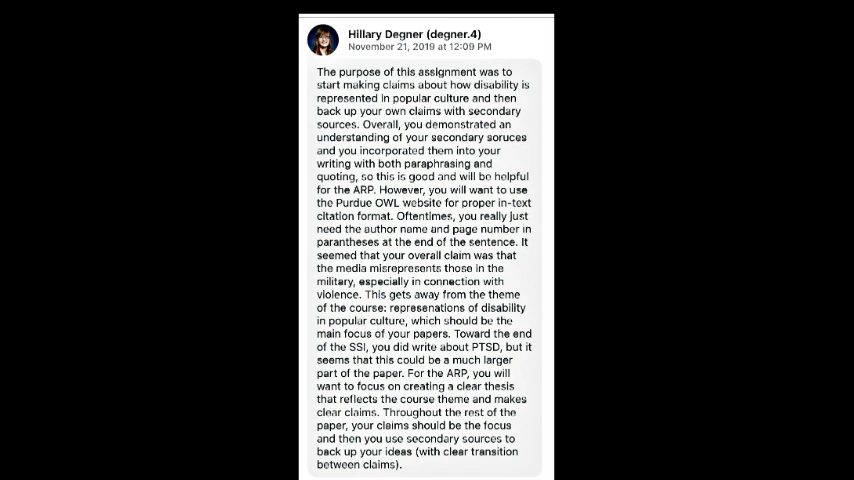 Hillary Degner (degner.4)
November 21, 2019 at 12:09 PM
The purpose of this assignment was to
start making claims about how disability is
represented in popular culture and then
back up your own claims with secondary
sources. Overall, you demonstrated an
understanding of your secondary soruces
and you incorporated them into your
writing with both paraphrasing and
quoting, so this is good and will be helpful
for the ARP. However, you will want to use
the Purdue OWL website for proper in-text
citation format. Oftentimes, you really just
need the author name and page number in
parantheses at the end of the sentence. It
seemed that your overall claim was that
the media misrepresents those in the
military, especially in connection with
violence. This gets away from the theme
of the course: represenations of disability
in popular culture, which should be the
main focus of your papers. Toward the end
of the SSI, you did write about PTSD, but it
seems that this could be a much larger
part of the paper. For the ARP, you will
want to focus on creating a clear thesis
that reflects the course theme and makes
clear claims. Throughout the rest of the
paper, your claims should be the focus
and then you use secondary sources to
back up your ideas (with clear transition
between claims).